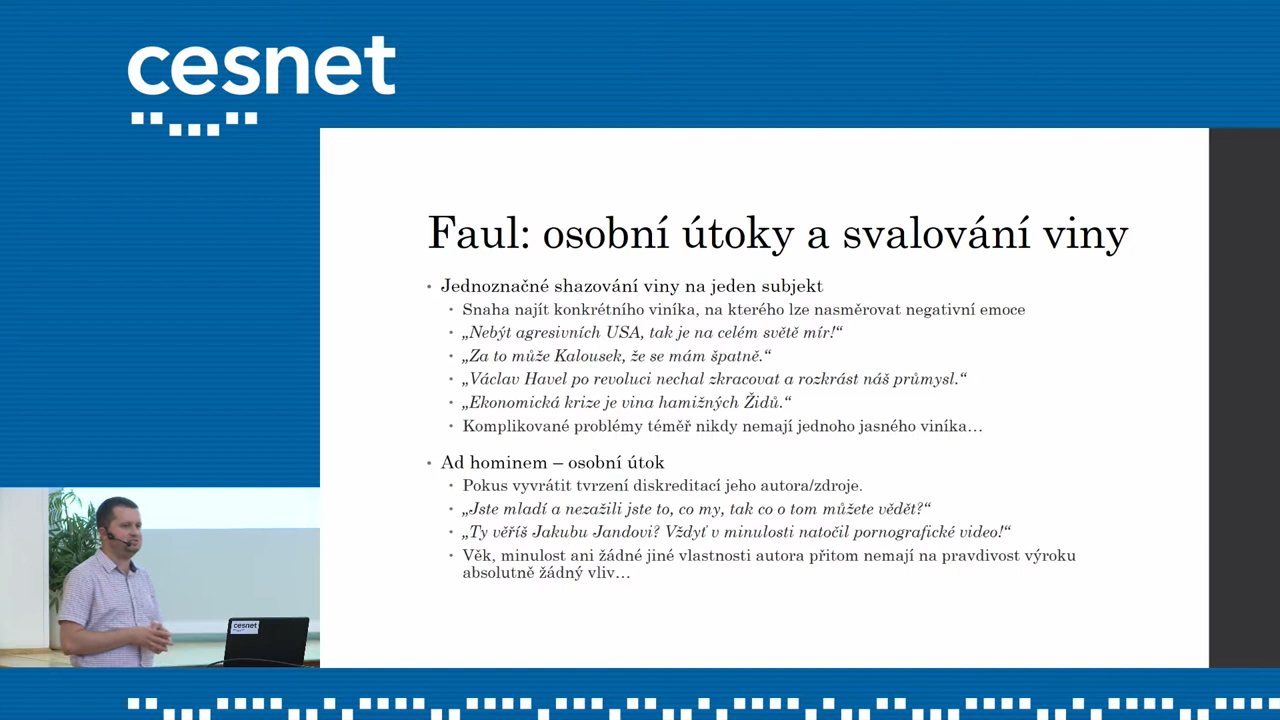 cesnet
Faul: osobní útoky a svalování viny
• Jednoznačné shazování viny na jeden subjekt
• Snaha najít konkrétního viníka, na kterého lze nasměrovat negativní emoce
• „Nebýt agresivních USA, tak je na celém světě mír!“
• „Za to může Kalousek, že se mám špatně.“
• „Václav Havel po revoluci nechal zkracovat a rozkrást náš průmysl.“
• „Ekonomická krize je vina hamižných Židů.“
• Komplikované problémy téměř nikdy nemají jednoho jasného viníka…
• Ad hominem – osobní útok
• Pokus vyvrátit tvrzení diskreditací jeho autora/zdroje.
• „Jste mladí a nezažili jste to, co my, tak co o tom můžete vědět?“
• „Ty věříš Jakubu Jandovi? Vždyť v minulosti natočil pornografické video!“
• Věk, minulost ani žádné jiné vlastnosti autora přitom nemají na pravdivost výroku
absolutně žádný vliv…
cesnet